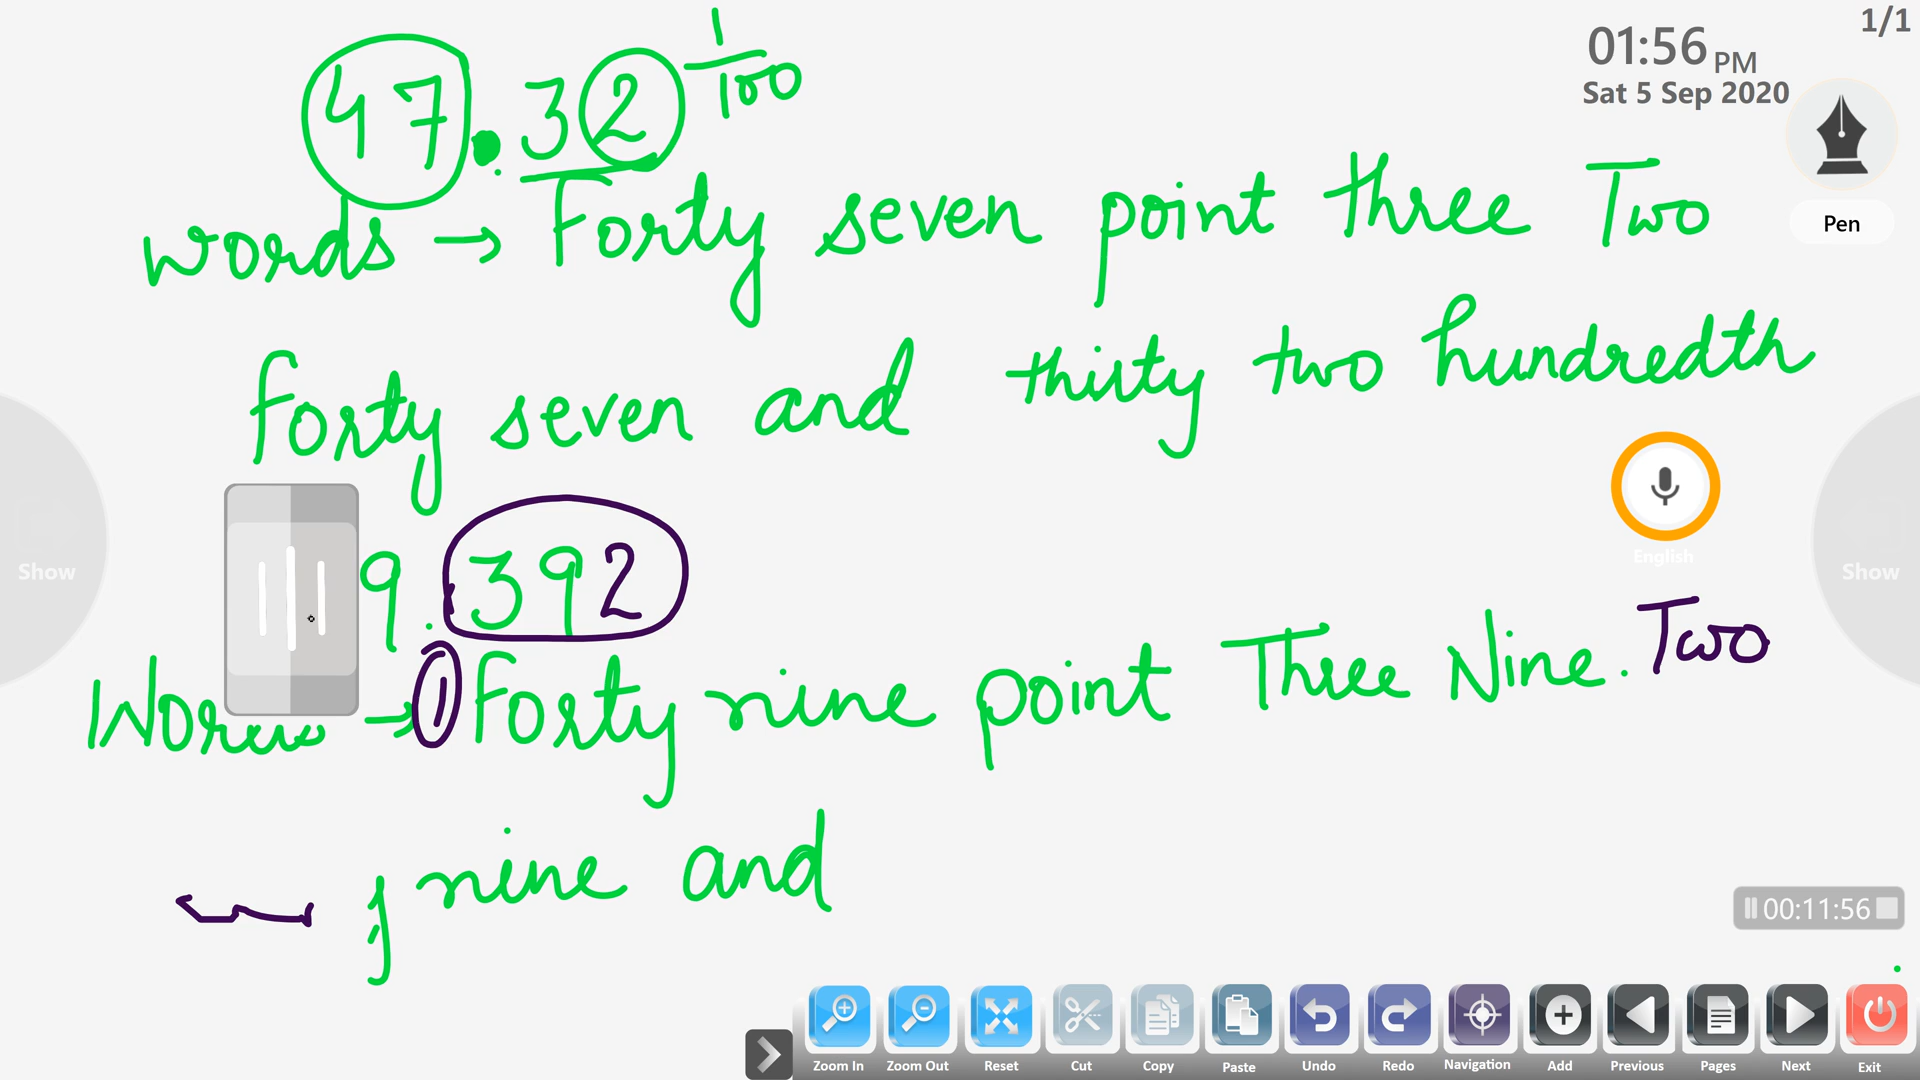 47.32 1/100
01:56 PM
Sat 5 Sep 2020
1/1
Pen
words → Forty seven point three Two
forty seven and thirty two hundredth
English
Show
Show
9.392
① Forty nine point Three Nine. Two
nine and
00:11:56
Zoom In Zoom Out Reset Cut Copy Paste Undo Redo Navigation Add Previous Pages Next Exit